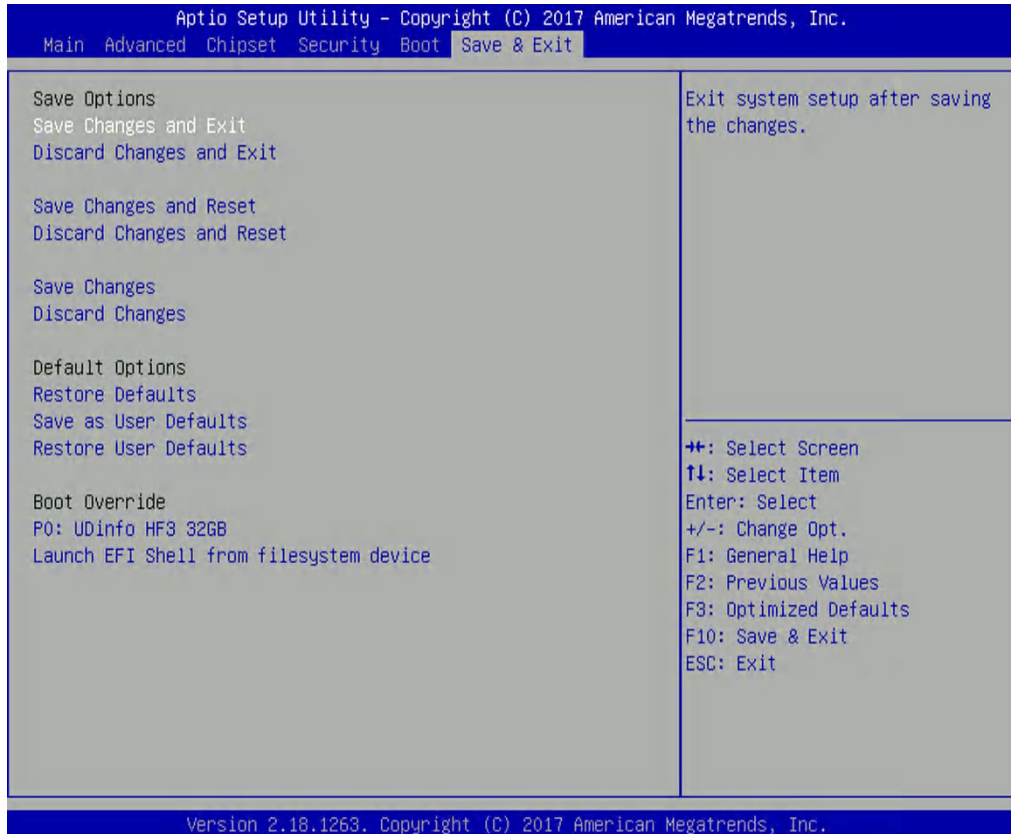 Aptio Setup Utility – Copyright (C) 2017 American Megatrends, Inc.
Main Advanced Chipset Security Boot Save & Exit
Save Options
Save Changes and Exit
Discard Changes and Exit
Save Changes and Reset
Discard Changes and Reset
Save Changes
Discard Changes
Default Options
Restore Defaults
Save as User Defaults
Restore User Defaults
Boot Override
P0: UDinfo HF3 32GB
Launch EFI Shell from filesystem device
Exit system setup after saving
the changes.
→←: Select Screen
↑↓: Select Item
Enter: Select
+/-: Change Opt.
F1: General Help
F2: Previous Values
F3: Optimized Defaults
F10: Save & Exit
ESC: Exit
Version 2.18.1263. Copyright (C) 2017 American Megatrends, Inc.